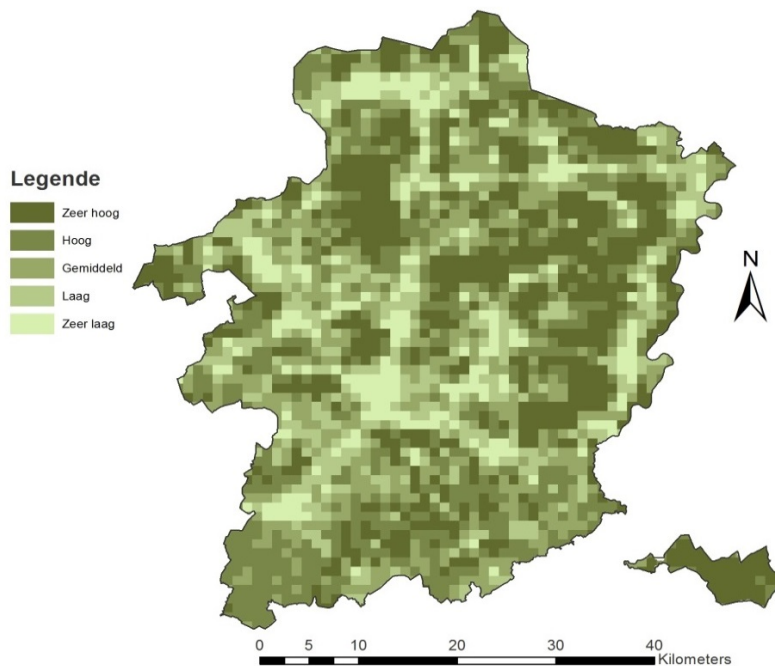 Legende
Zeer hoog
Hoog
Gemiddeld
Laag
Zeer laag
N
0 5 10 20 30 40
Kilometers